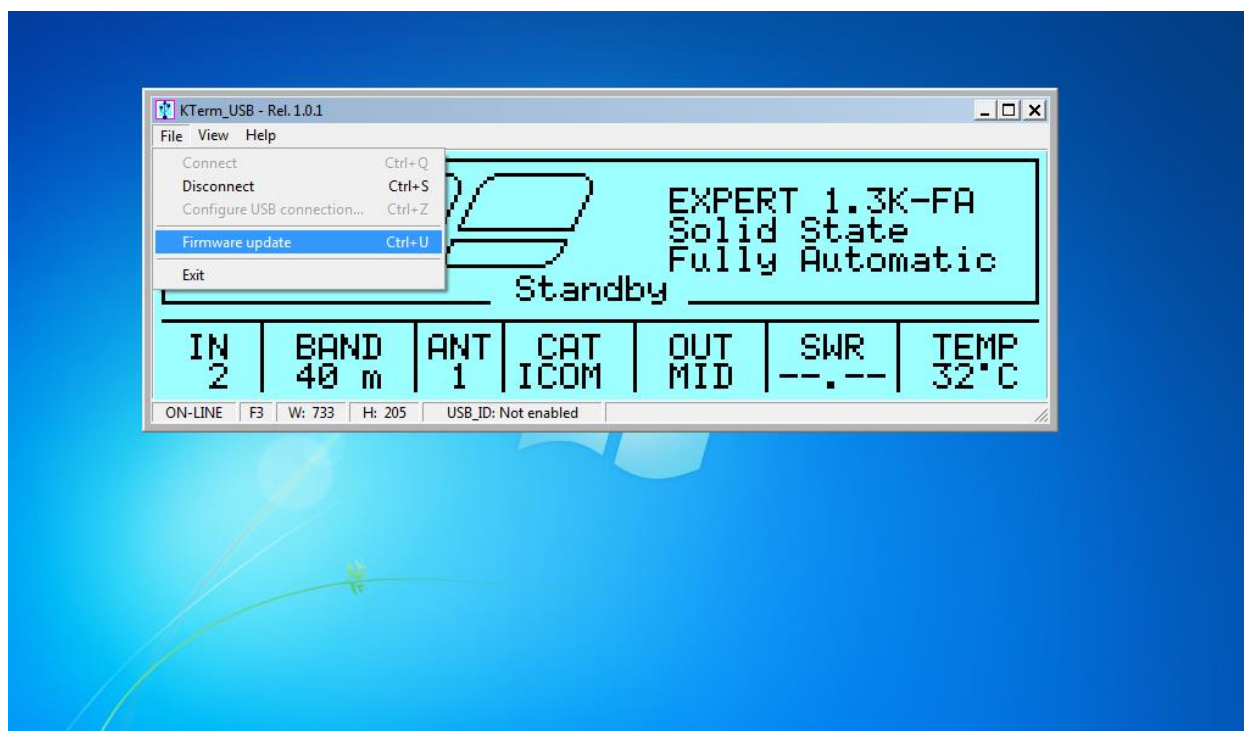 KTerm_USB - Rel. 1.0.1
File View Help
Connect Ctrl+Q
Disconnect Ctrl+S
Configure USB connection... Ctrl+Z
Firmware update Ctrl+U
Exit
EXPERT 1.3K-FA
Solid State
Fully Automatic
Standby
IN BAND ANT CAT OUT SWR TEMP
2 40 m 1 ICOM MID --.-- 32°C
ON-LINE F3 W: 733 H: 205 USB_ID: Not enabled